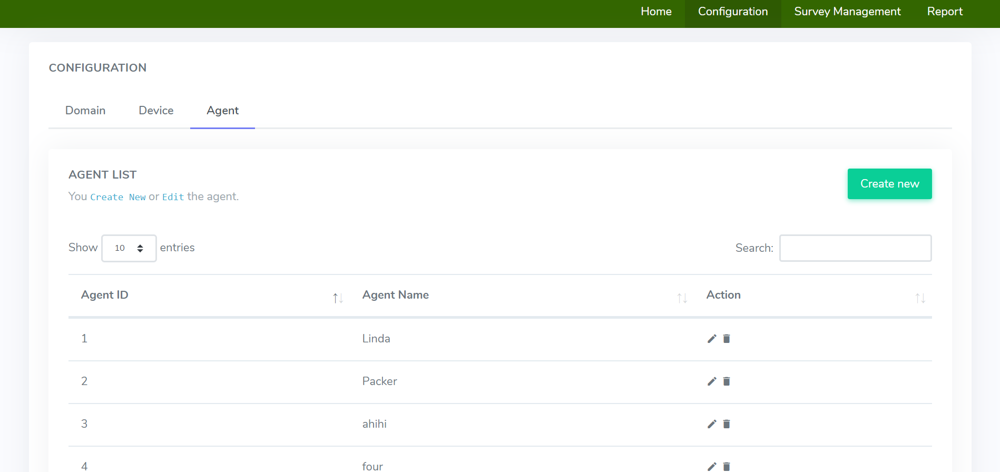 Home Configuration Survey Management Report
CONFIGURATION
Domain Device Agent
AGENT LIST
Create new
You Create New or Edit the agent.
Show 10 entries
Search:
Agent ID Agent Name Action
1 Linda
2 Packer
3 ahihi
4 four